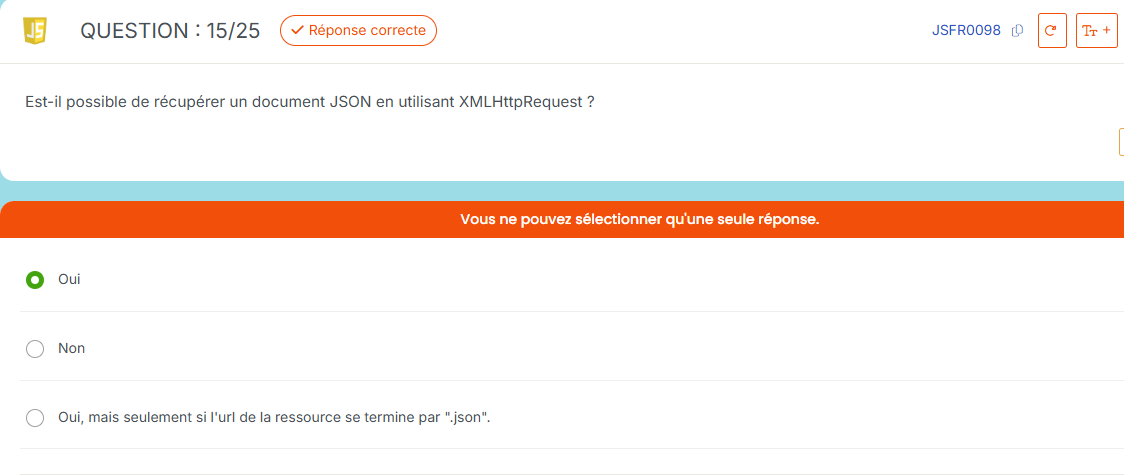 JS QUESTION : 15/25 Réponse correcte JSFR0098 Tт +
Est-il possible de récupérer un document JSON en utilisant XMLHttpRequest ?
Vous ne pouvez sélectionner qu'une seule réponse.
Oui
Non
Oui, mais seulement si l'url de la ressource se termine par ".json".